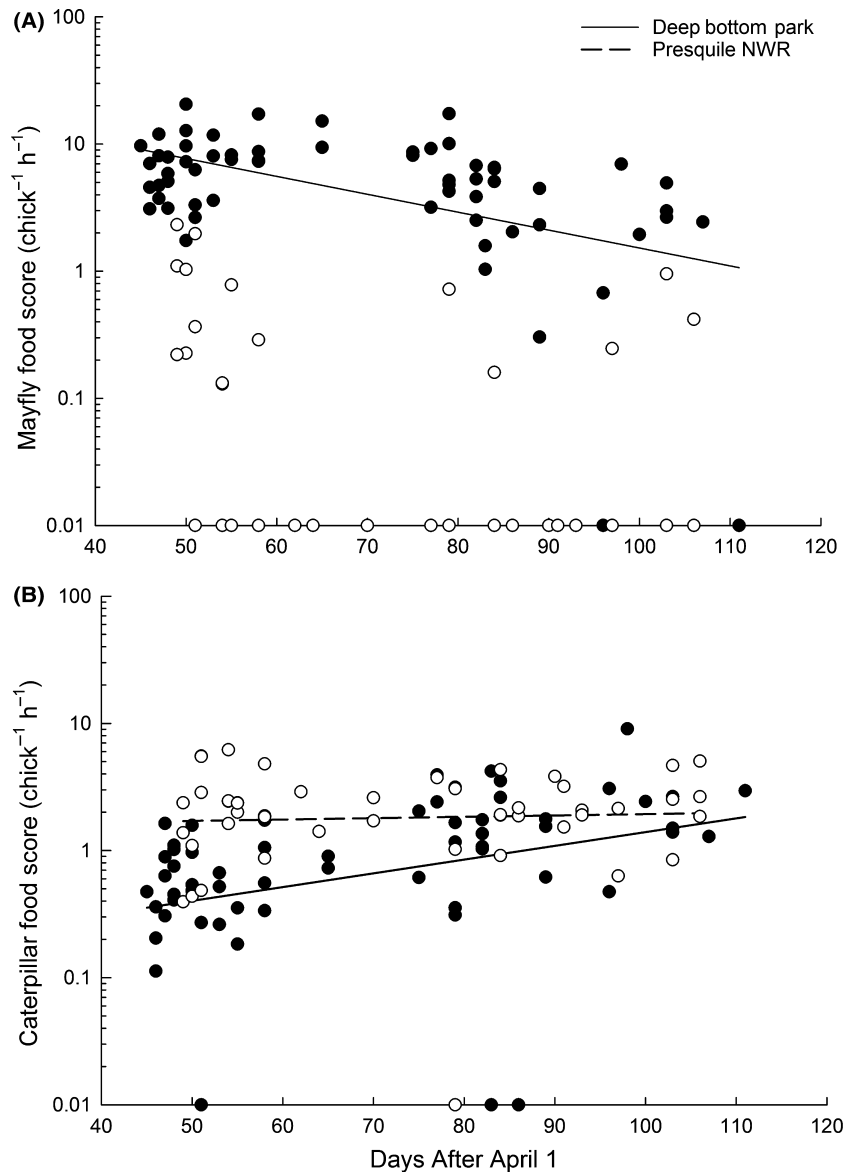 (A)
Deep bottom park
Presquile NWR
100
10
1
0.1
0.01
Mayfly food score (chick⁻¹ h⁻¹)
40 50 60 70 80 90 100 110 120
(B)
100
10
1
0.1
0.01
Caterpillar food score (chick⁻¹ h⁻¹)
40 50 60 70 80 90 100 110 120
Days After April 1